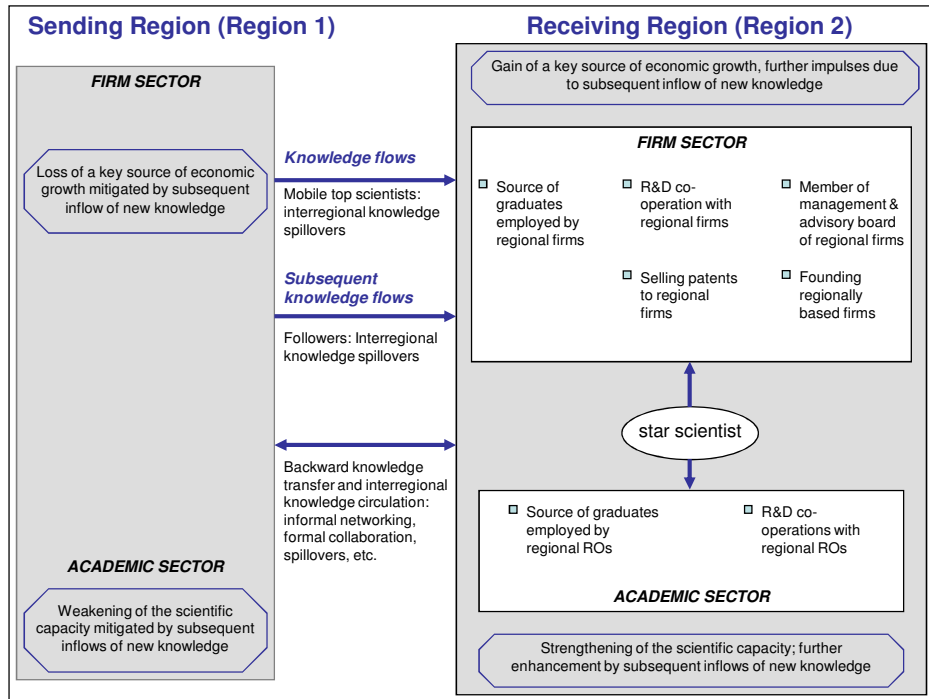 Sending Region (Region 1)
Receiving Region (Region 2)
FIRM SECTOR
Loss of a key source of economic
growth mitigated by subsequent
inflow of new knowledge
ACADEMIC SECTOR
Weakening of the scientific
capacity mitigated by subsequent
inflows of new knowledge
Knowledge flows
Mobile top scientists:
interregional knowledge
spillovers
Subsequent
knowledge flows
Followers: Interregional
knowledge spillovers
Backward knowledge
transfer and interregional
knowledge circulation:
informal networking,
formal collaboration,
spillovers, etc.
Gain of a key source of economic growth, further impulses due
to subsequent inflow of new knowledge
FIRM SECTOR
Source of
graduates
employed by
regional firms
R&D co-
operation with
regional firms
Member of
management &
advisory board
of regional firms
Selling patents
to regional
firms
Founding
regionally
based firms
star scientist
Source of graduates
employed by
regional ROs
R&D co-
operations with
regional ROs
ACADEMIC SECTOR
Strengthening of the scientific capacity; further
enhancement by subsequent inflows of new knowledge